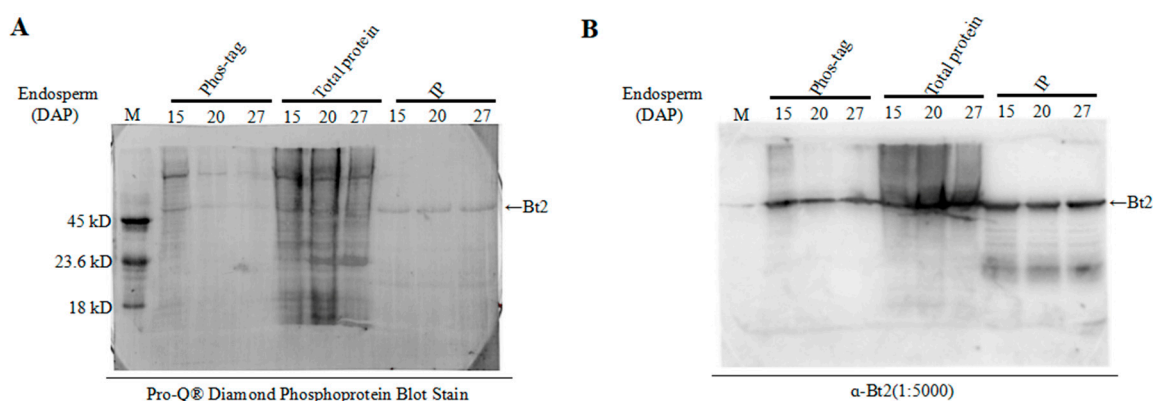 A
Phos-tag
Total protein
IP
Endosperm
(DAP)
M
15 20 27 15 20 27 15 20 27
←Bt2
45 kD
23.6 kD
18 kD
Pro-Q® Diamond Phosphoprotein Blot Stain
B
Phos-tag
Total protein
IP
Endosperm
(DAP)
M
15 20 27 15 20 27 15 20 27
←Bt2
α-Bt2(1:5000)